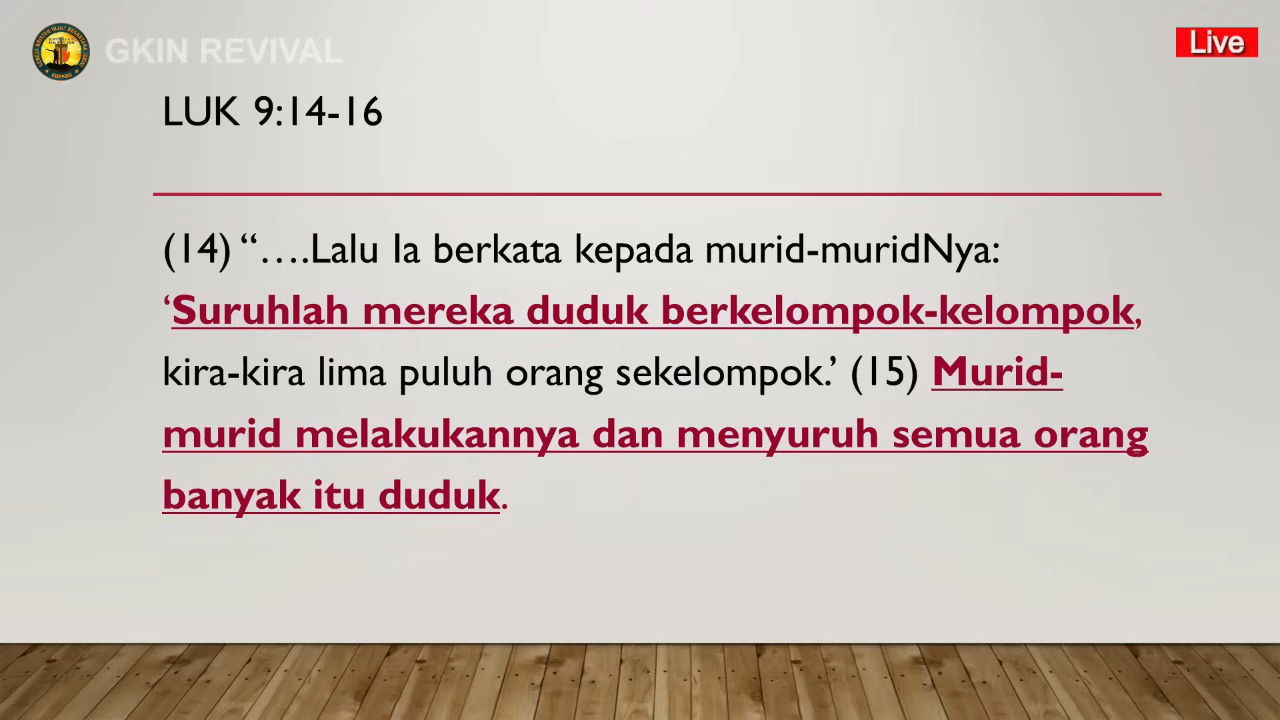 GKIN REVIVAL
Live
LUK 9:14-16
(14) “….Lalu Ia berkata kepada murid-muridNya:
‘Suruhlah mereka duduk berkelompok-kelompok,
kira-kira lima puluh orang sekelompok.’ (15) Murid-
murid melakukannya dan menyuruh semua orang
banyak itu duduk.